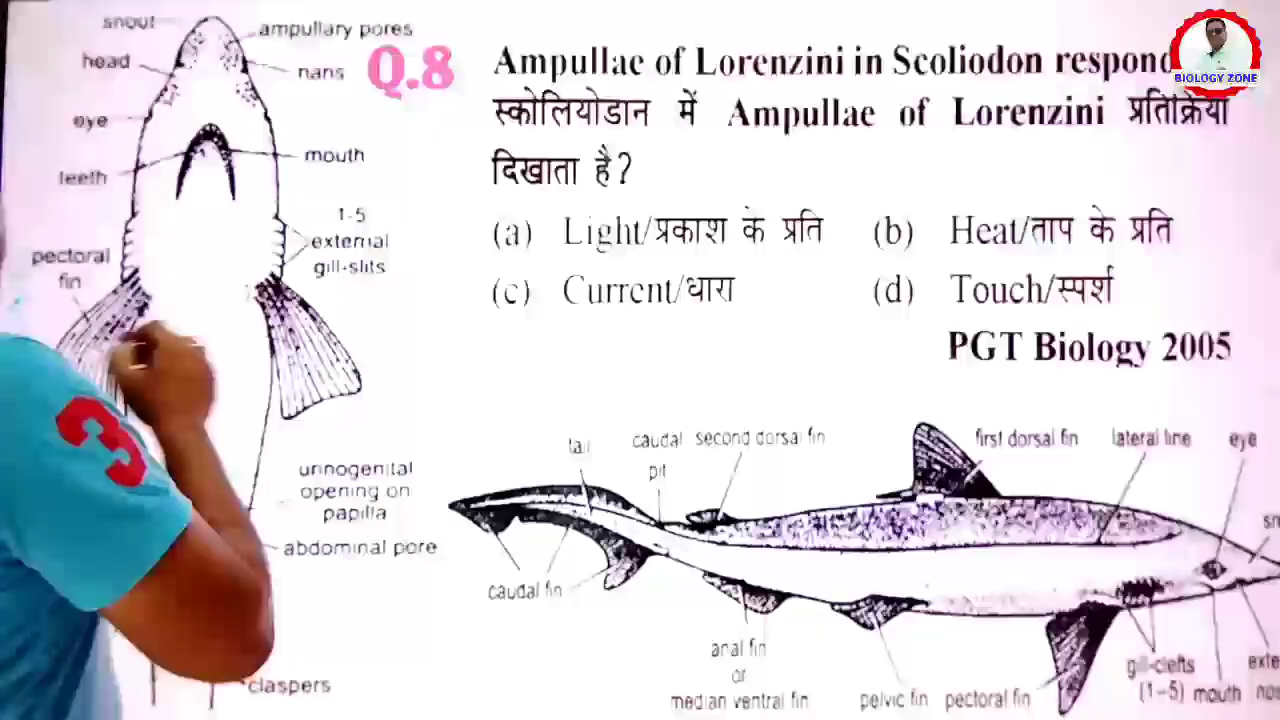 snout
ampullary pores
head
nans
eye
mouth
teeth
1-5
external
gill-slits
pectoral
fin
urinogenital
opening on
papilla
abdominal pore
claspers
Q.8
Ampullae of Lorenzini in Scoliodon respond
स्कोलियोडान में Ampullae of Lorenzini प्रतिक्रिया
दिखाता है?
(a) Light/प्रकाश के प्रति (b) Heat/ताप के प्रति
(c) Current/धारा (d) Touch/स्पर्श
PGT Biology 2005
BIOLOGY ZONE
tail
caudal
pit
second dorsal fin
first dorsal fin
lateral line
eye
caudal fin
anal fin
or
median ventral fin
pelvic fin
pectoral fin
gill-clefts
(1-5)
mouth
3